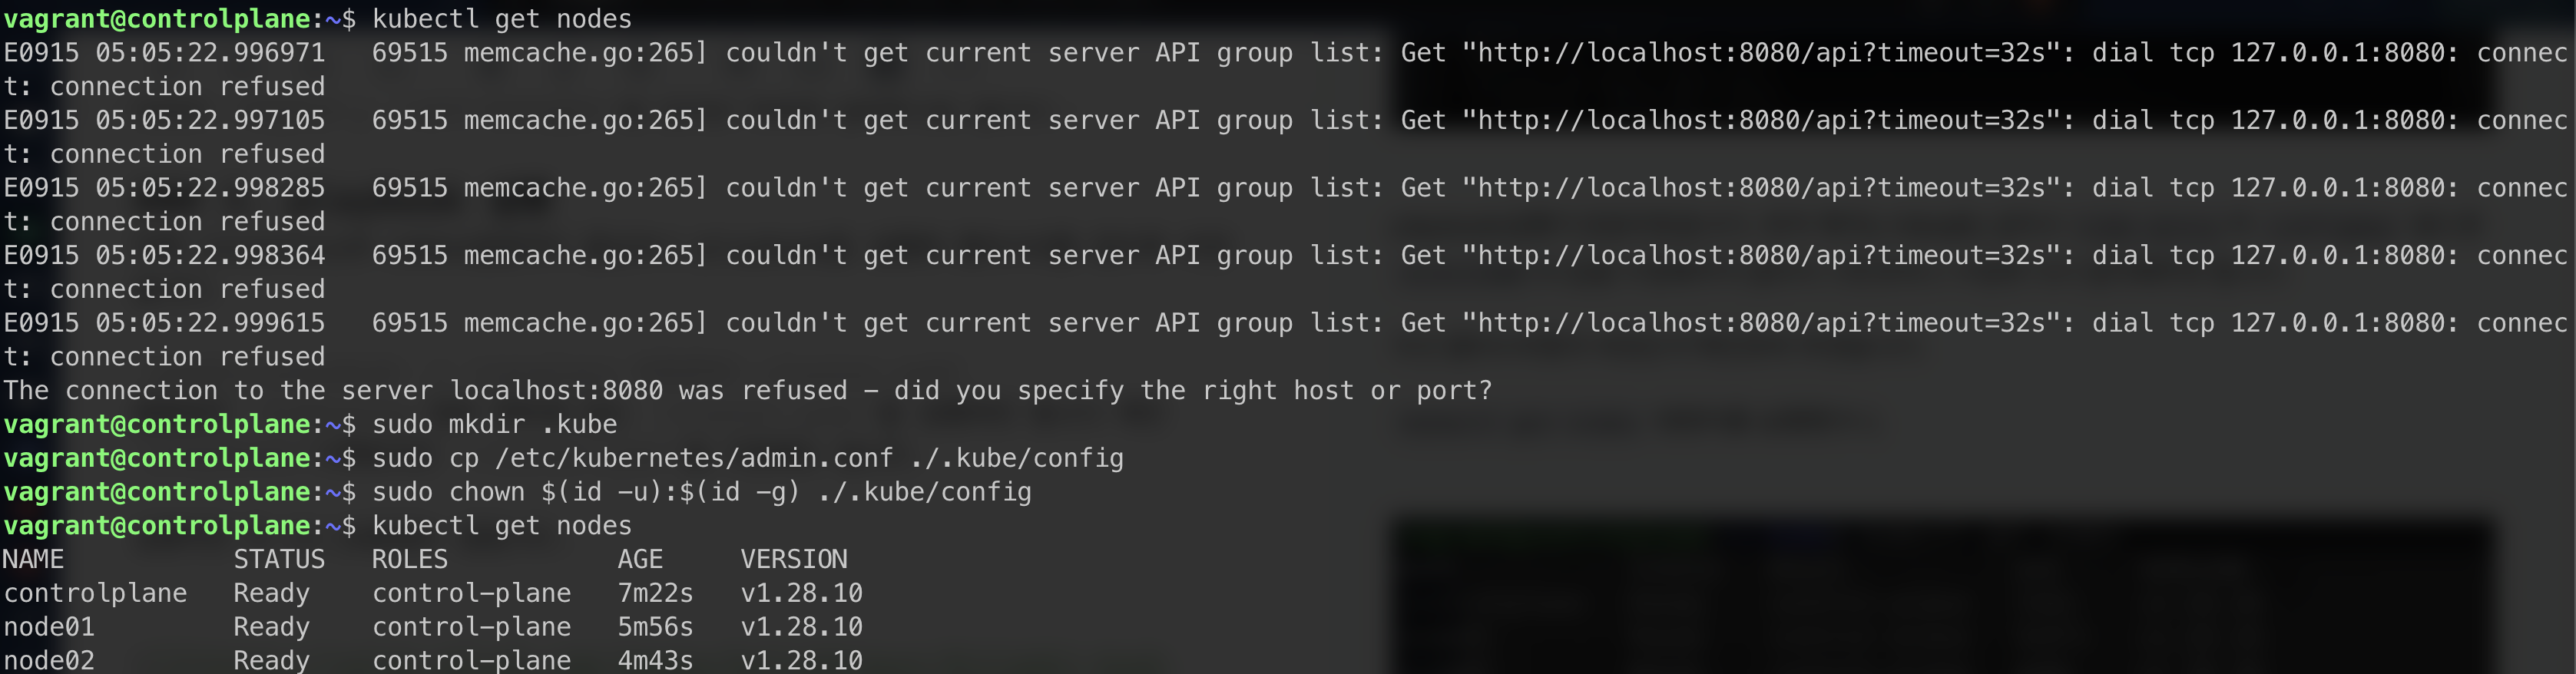 vagrant@controlplane:~$ kubectl get nodes
E0915 05:05:22.996971   69515 memcache.go:265] couldn't get current server API group list: Get "http://localhost:8080/api?timeout=32s": dial tcp 127.0.0.1:8080: connec
t: connection refused
E0915 05:05:22.997105   69515 memcache.go:265] couldn't get current server API group list: Get "http://localhost:8080/api?timeout=32s": dial tcp 127.0.0.1:8080: connec
t: connection refused
E0915 05:05:22.998285   69515 memcache.go:265] couldn't get current server API group list: Get "http://localhost:8080/api?timeout=32s": dial tcp 127.0.0.1:8080: connec
t: connection refused
E0915 05:05:22.998364   69515 memcache.go:265] couldn't get current server API group list: Get "http://localhost:8080/api?timeout=32s": dial tcp 127.0.0.1:8080: connec
t: connection refused
E0915 05:05:22.999615   69515 memcache.go:265] couldn't get current server API group list: Get "http://localhost:8080/api?timeout=32s": dial tcp 127.0.0.1:8080: connec
t: connection refused
The connection to the server localhost:8080 was refused - did you specify the right host or port?
vagrant@controlplane:~$ sudo mkdir .kube
vagrant@controlplane:~$ sudo cp /etc/kubernetes/admin.conf ./.kube/config
vagrant@controlplane:~$ sudo chown $(id -u):$(id -g) ./.kube/config
vagrant@controlplane:~$ kubectl get nodes
NAME           STATUS   ROLES           AGE     VERSION
controlplane   Ready    control-plane   7m22s   v1.28.10
node01         Ready    control-plane   5m56s   v1.28.10
node02         Ready    control-plane   4m43s   v1.28.10